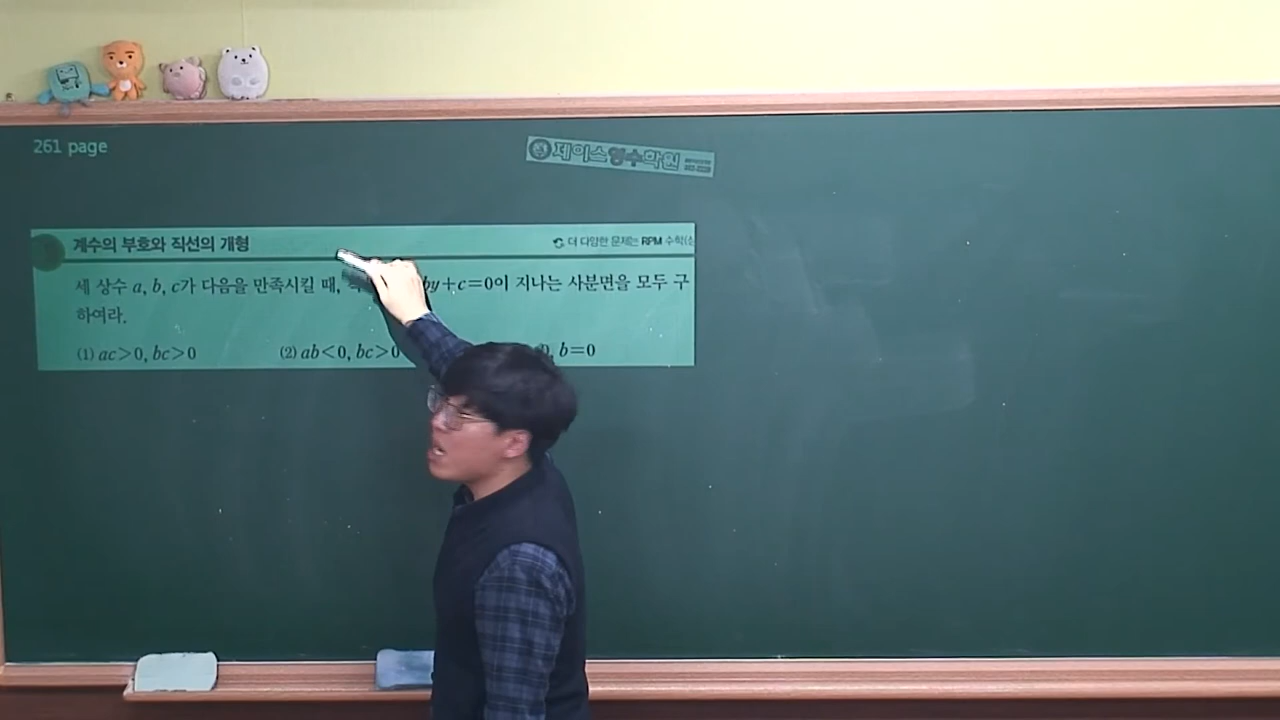 261 page
제이스영수학원
계수의 부호와 직선의 개형
더 다양한 문제는 RPM 수학(상
세 상수 a, b, c가 다음을 만족시킬 때, by+c=0이 지나는 사분면을 모두 구
하여라.
(1) ac>0, bc>0 (2) ab<0, bc>0 0, b=0